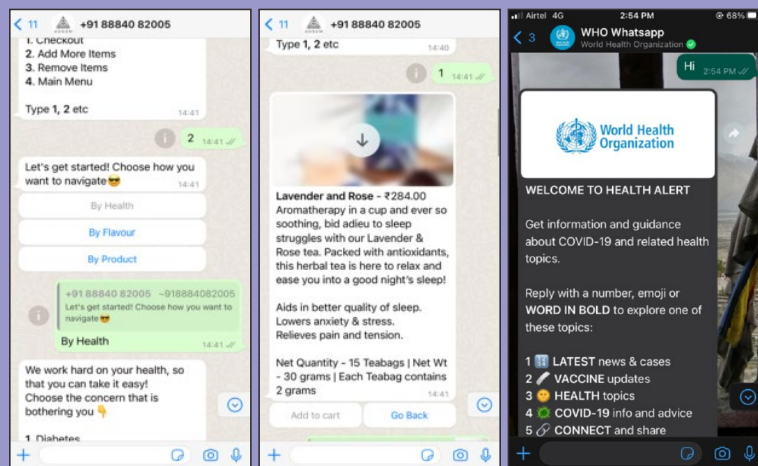 11
+91 88840 82005
1. Checkout
2. Add More Items
3. Remove Items
4. Main Menu
Type 1, 2 etc
14:41
2 14:41
Let's get started! Choose how you
want to navigate😎
14:41
By Health
By Flavour
By Product
+91 88840 82005 ~918884082005
Let's get started! Choose how you want to
navigate😎
By Health
14:41
We work hard on your health, so
that you can take it easy!
Choose the concern that is
bothering you👇
1. Diabetes
11
+91 88840 82005
Type 1, 2 etc
14:40
1 14:41
Lavender and Rose - ₹284.00
Aromatherapy in a cup and ever so
soothing, bid adieu to sleep
struggles with our Lavender &
Rose tea. Packed with antioxidants,
this herbal tea is here to relax and
ease you into a good night's sleep!
Aids in better quality of sleep.
Lowers anxiety & stress.
Relieves pain and tension.
Net Quantity - 15 Teabags | Net Wt
- 30 grams | Each Teabag contains
2 grams
14:41
Add to cart Go Back
Airtel 4G 2:54 PM 68%
3
WHO Whatsapp
World Health Organization
Hi 2:54 PM
World Health
Organization
WELCOME TO HEALTH ALERT
Get information and guidance
about COVID-19 and related health
topics.
Reply with a number, emoji or
WORD IN BOLD to explore one of
these topics:
1 LATEST news & cases
2 VACCINE updates
3 HEALTH topics
4 COVID-19 info and advice
5 🔗 CONNECT and share